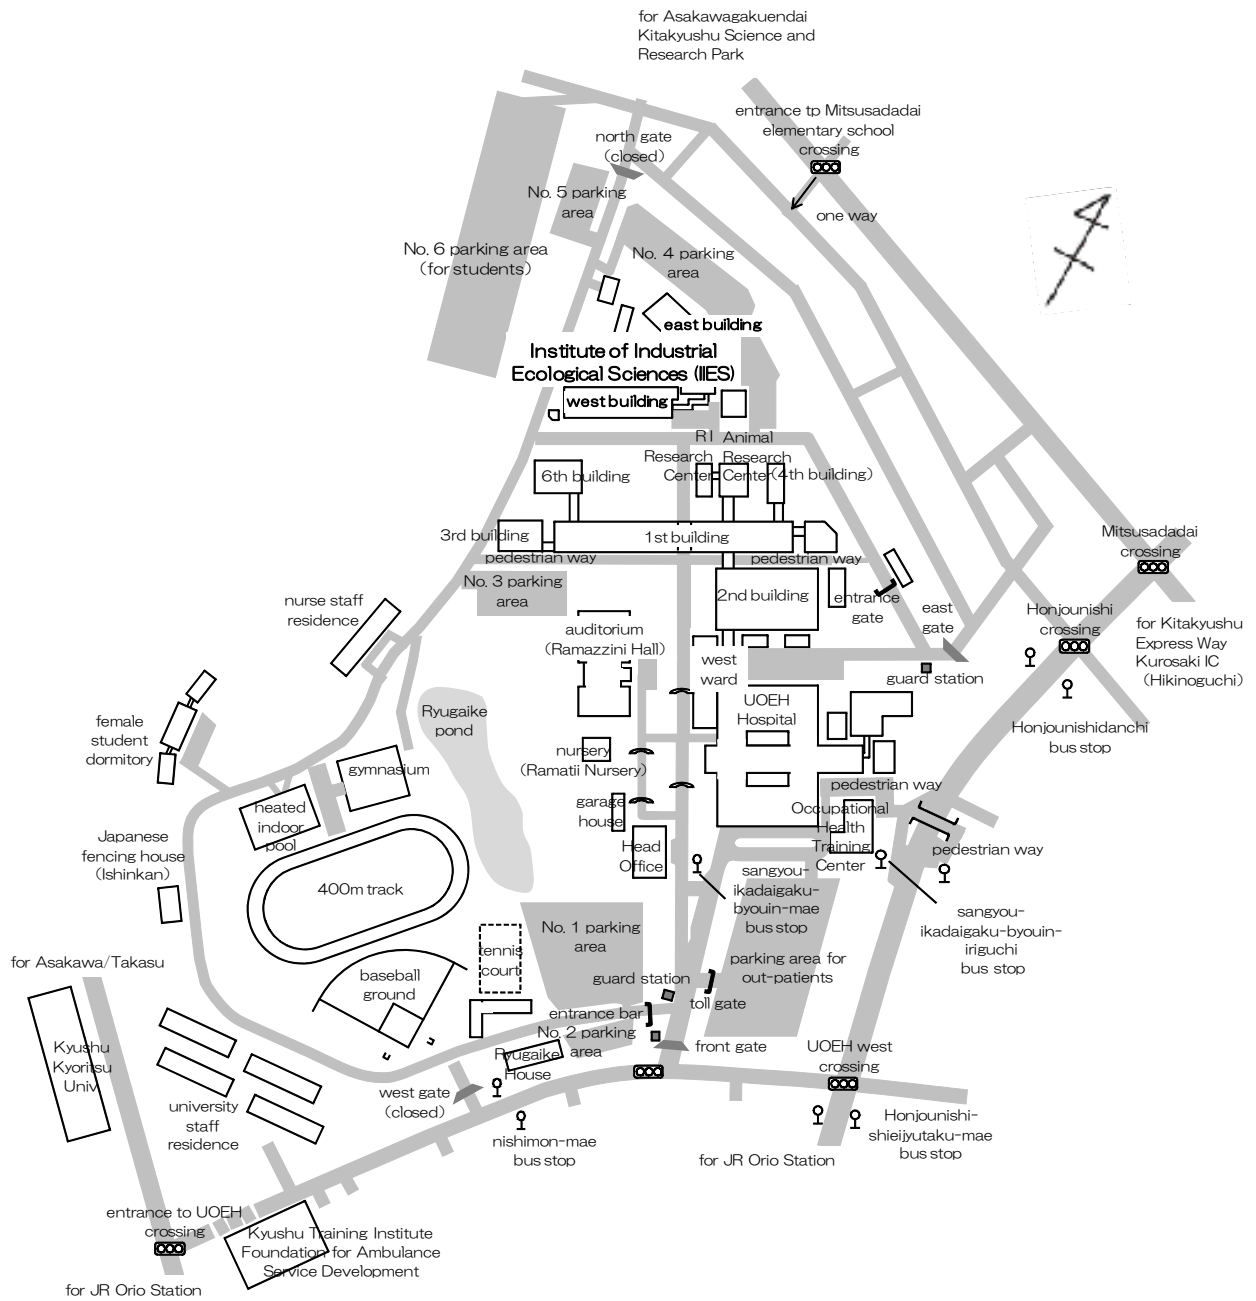 for Asakawagakuendai
Kitakyushu Science and
Research Park
entrance tp Mitsusadadai
elementary school
crossing
north gate
(closed)
one way
No. 5 parking
area
No. 6 parking area
(for students)
No. 4 parking
area
east building
Institute of Industrial
Ecological Sciences (IIES)
west building
R I
Research
Center
Animal
Research
Center
(4th building)
6th building
3rd building
1st building
pedestrian way
pedestrian way
No. 3 parking
area
2nd building
entrance
gate
east
gate
guard station
Mitsusadadai
crossing
Honjounishi
crossing
for Kitakyushu
Express Way
Kurosaki IC
(Hikinoguchi)
Honjounishidanchi
bus stop
nurse staff
residence
auditorium
(Ramazzini Hall)
west
ward
UOEH
Hospital
female
student
dormitory
Ryugaike
pond
nursery
(Ramatii Nursery)
gymnasium
heated
indoor
pool
garage
house
Head
Office
pedestrian way
Occupational
Health
Training
Center
pedestrian way
Japanese
fencing house
(Ishinkan)
400m track
sangyou-
ikadaigaku-
byouin-mae
bus stop
sangyou-
ikadaigaku-byouin-
iriguchi
bus stop
No. 1 parking
area
tennis
court
baseball
ground
parking area for
out-patients
guard station
toll gate
entrance bar
No. 2 parking
area
front gate
Ryugaike
House
UOEH west
crossing
for Asakawa/Takasu
Kyushu
Kyoritsu
Univ.
university
staff
residence
west gate
(closed)
nishimon-mae
bus stop
Honjounishi-
shieijyutaku-mae
bus stop
for JR Orio Station
entrance to UOEH
crossing
Kyushu Training Institute
Foundation for Ambulance
Service Development
for JR Orio Station